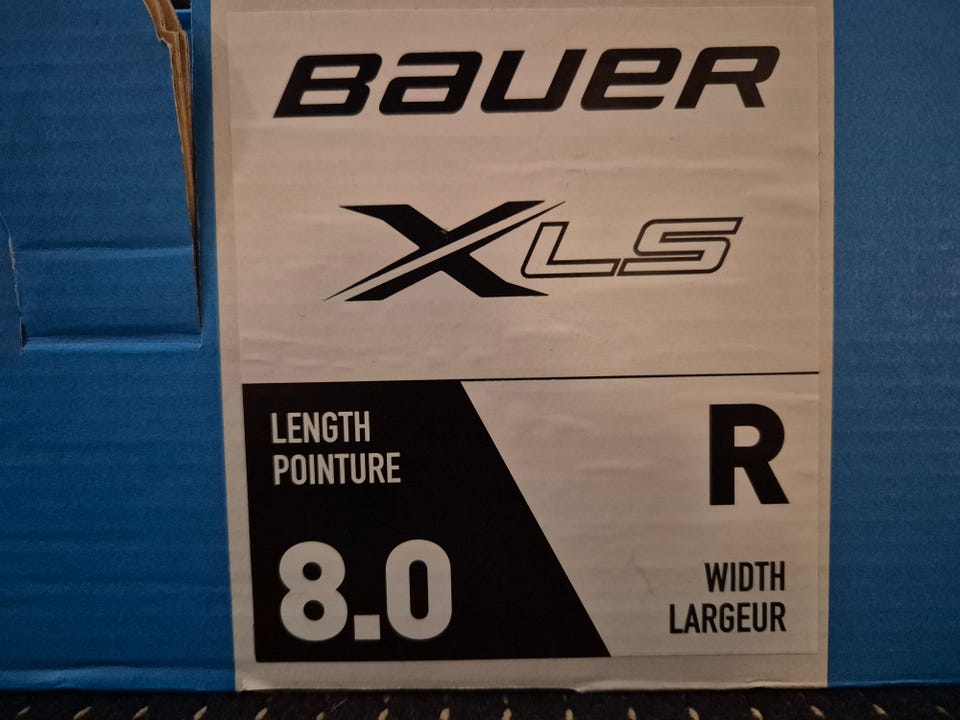 BAUER
XLS
LENGTH
POINTURE
8.0
R
WIDTH
LARGEUR